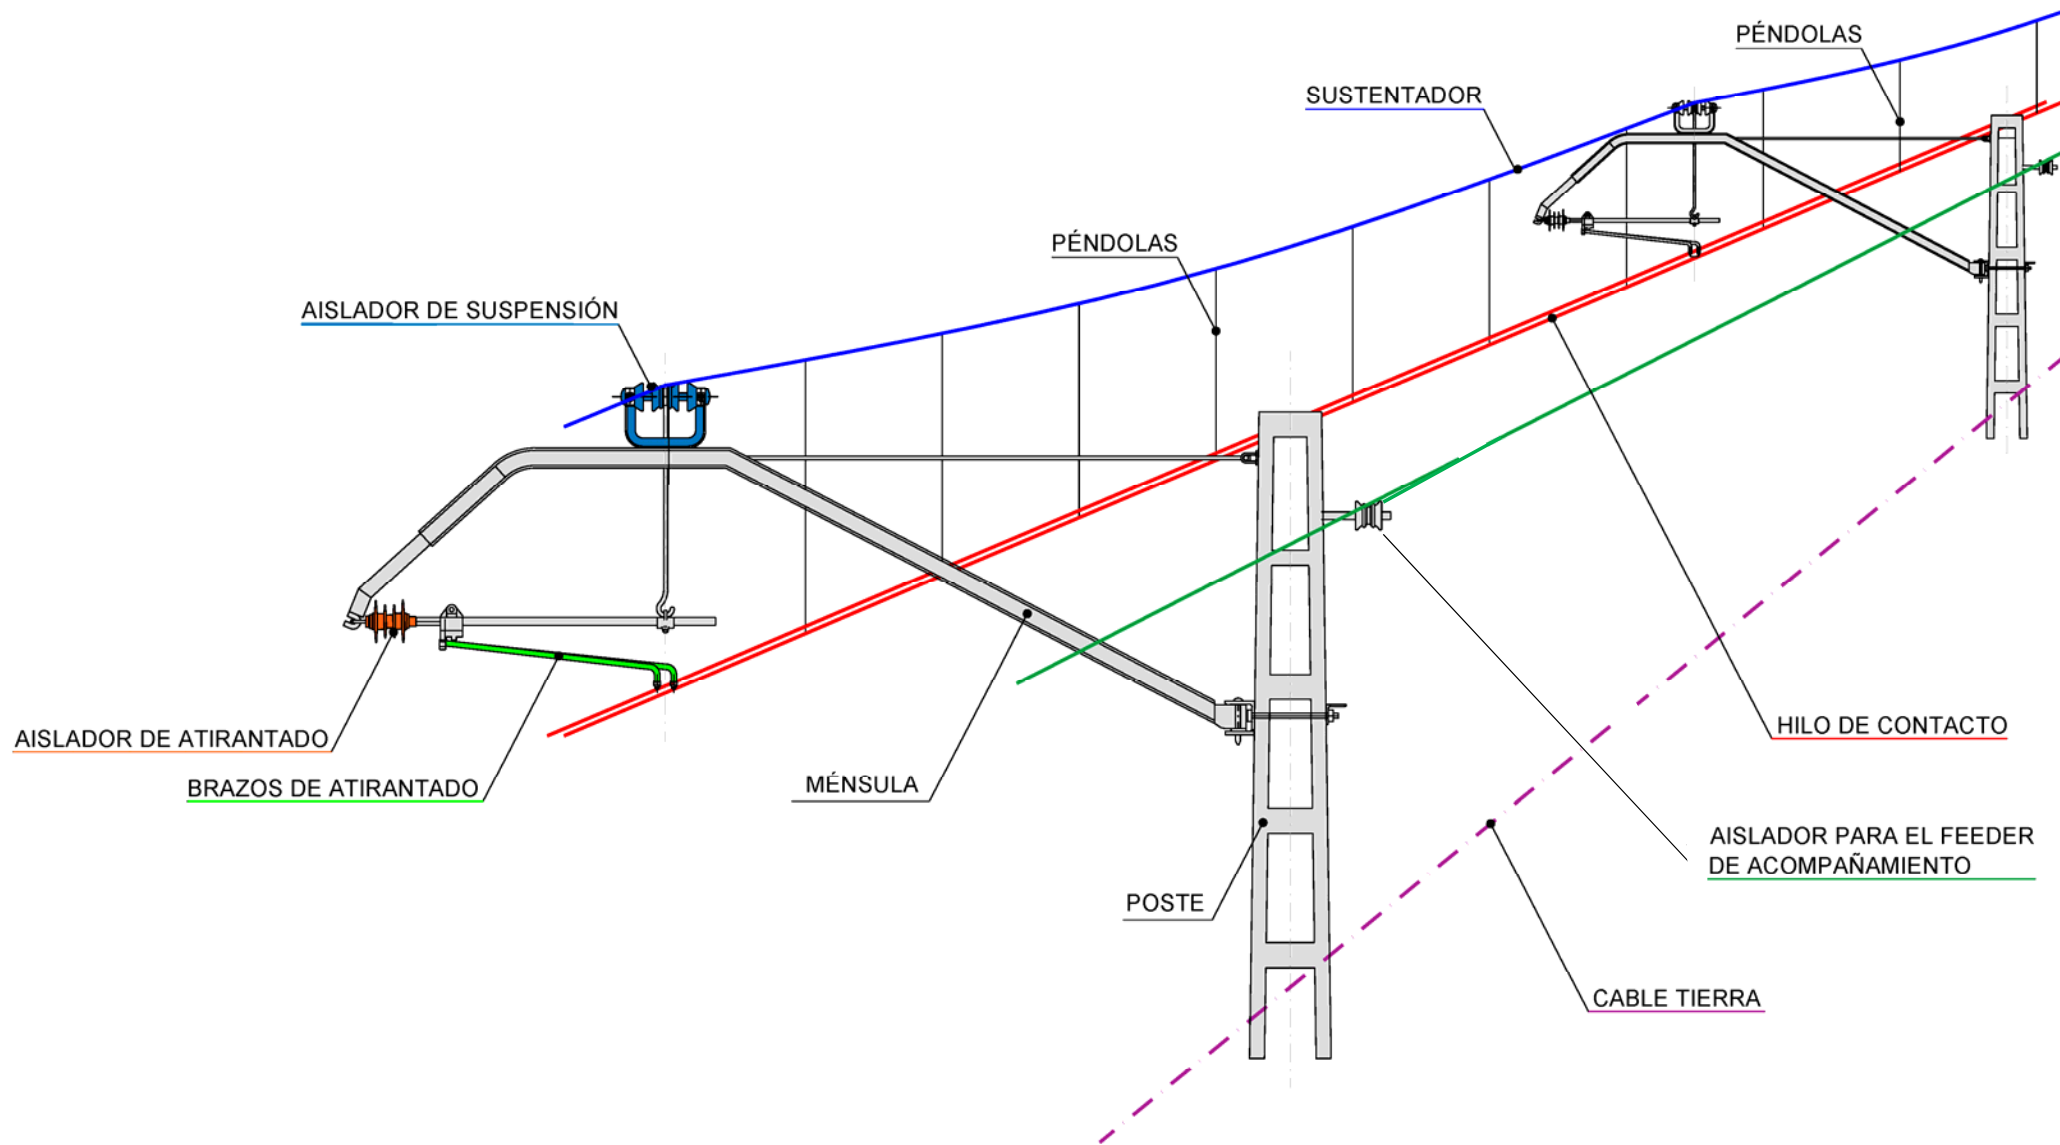 PÉNDOLAS
SUSTENTADOR
PÉNDOLAS
AISLADOR DE SUSPENSIÓN
AISLADOR DE ATIRANTADO
HILO DE CONTACTO
BRAZOS DE ATIRANTADO
MÉNSULA
AISLADOR PARA EL FEEDER
DE ACOMPAÑAMIENTO
POSTE
CABLE TIERRA